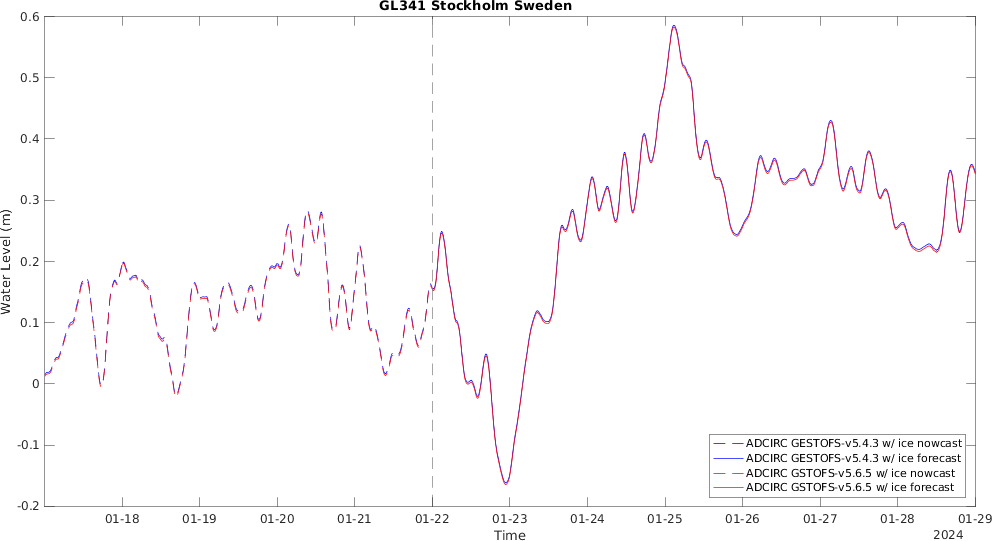 GL341 Stockholm Sweden
0.6
0.5
0.4
0.3
0.2
0.1
0
-0.1
-0.2
Water Level (m)
ADCIRC GESTOFS-v5.4.3 w/ ice nowcast
ADCIRC GESTOFS-v5.4.3 w/ ice forecast
ADCIRC GSTOFS-v5.6.5 w/ ice nowcast
ADCIRC GSTOFS-v5.6.5 w/ ice forecast
01-18 01-19 01-20 01-21 01-22 01-23 01-24 01-25 01-26 01-27 01-28 01-29
Time
2024